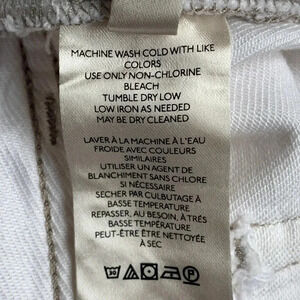 MACHINE WASH COLD WITH LIKE
COLORS
USE ONLY NON-CHLORINE
BLEACH
TUMBLE DRY LOW
LOW IRON AS NEEDED
MAY BE DRY CLEANED
LAVER À LA MACHINE À L'EAU
FROIDE AVEC COULEURS
SIMILAIRES
UTILISER UN AGENT DE
BLANCHIMENT SANS CHLORE
SI NÉCESSAIRE
SECHER PAR CULBUTAGE À
BASSE TEMPERATURE
REPASSER, AU BESOIN, À TRÈS
BASSE TEMPÉRATURE
PEUT-ÊTRE ÊTRE NETTOYÉE
À SEC